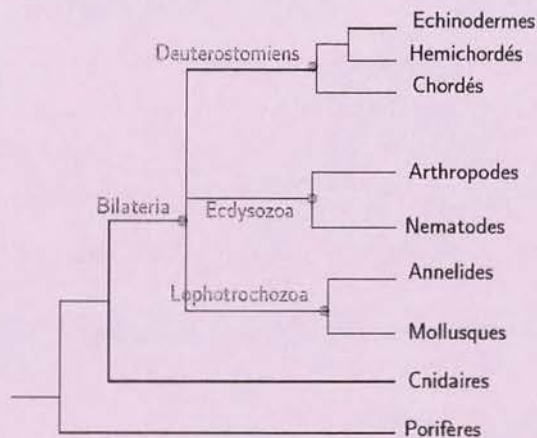 Echinodermes
Deuterostomiens
Hemichordés
Chordés
Arthropodes
Bilateria
Ecdysozoa
Nematodes
Annelides
Lophotrochozoa
Mollusques
Cnidaires
Porifères